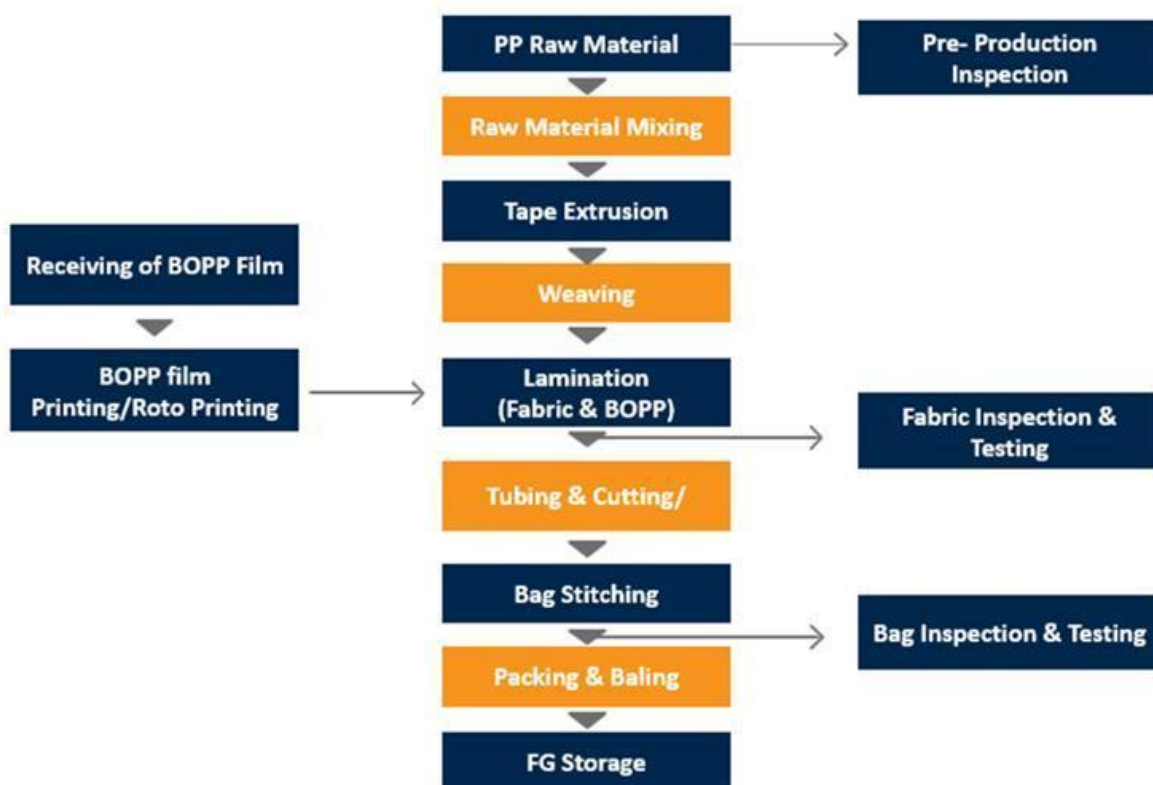 PP Raw Material
Pre- Production
Inspection
Raw Material Mixing
Tape Extrusion
Receiving of BOPP Film
Weaving
BOPP film
Printing/Roto Printing
Lamination
(Fabric & BOPP)
Fabric Inspection &
Testing
Tubing & Cutting/
Bag Stitching
Bag Inspection & Testing
Packing & Baling
FG Storage